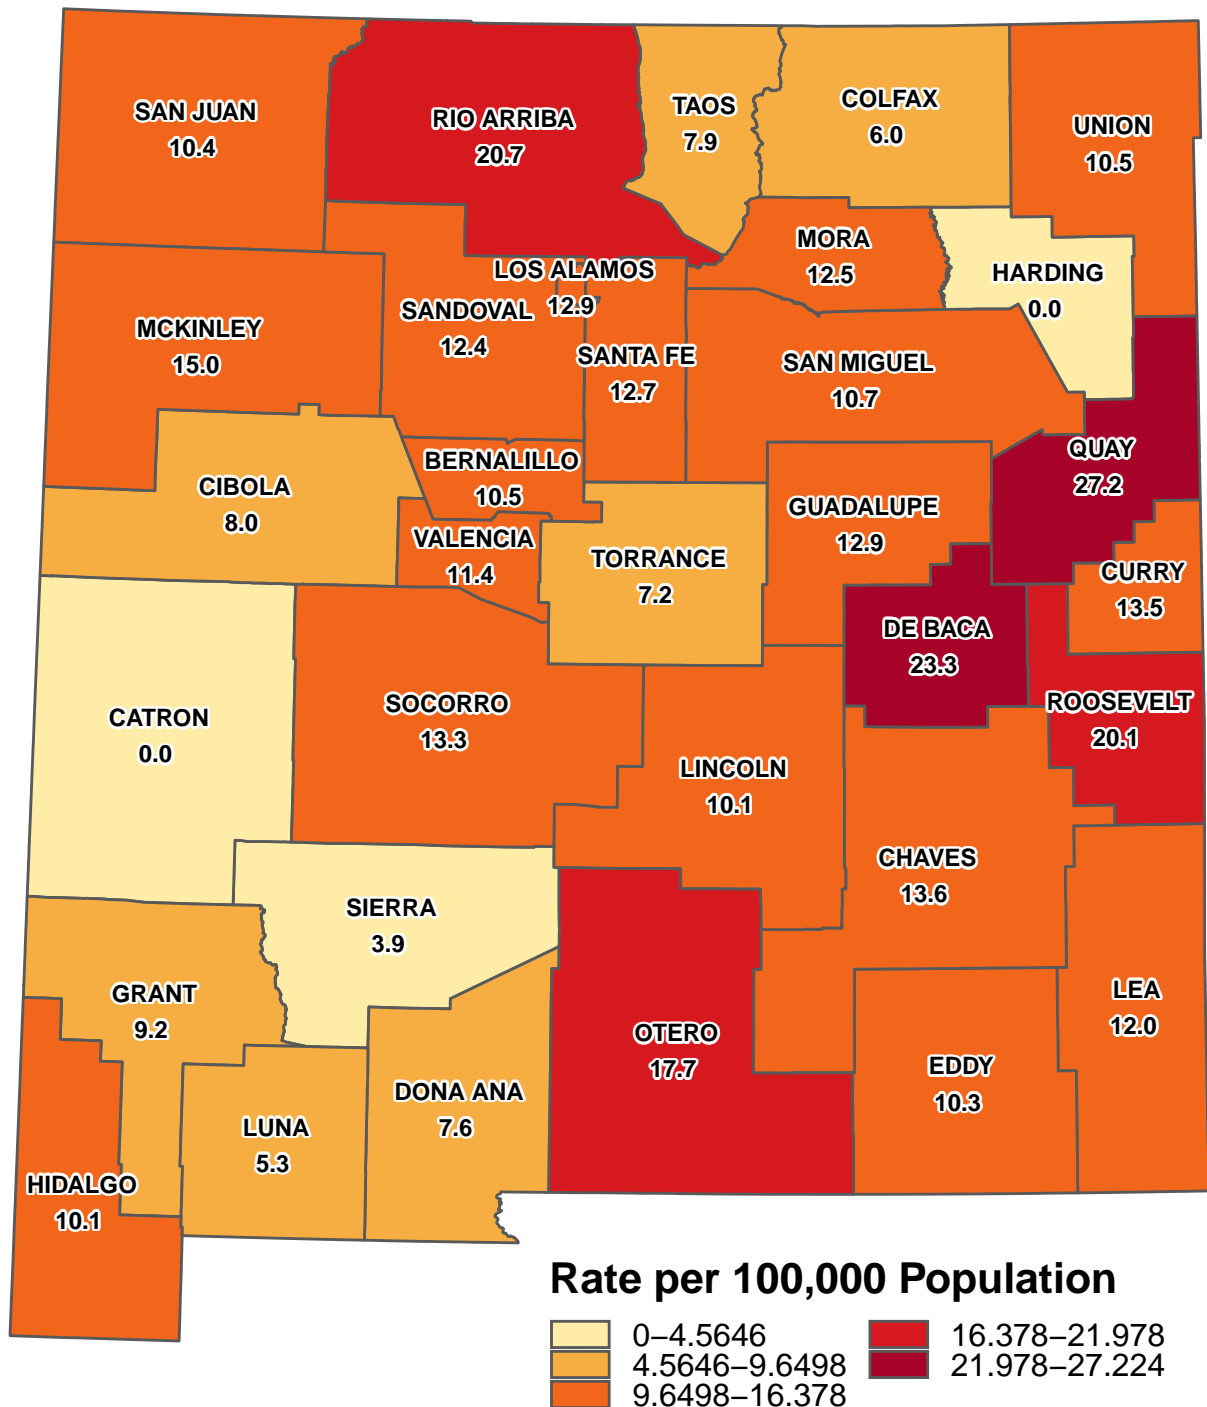 SAN JUAN
10.4
RIO ARRIBA
20.7
TAOS
7.9
COLFAX
6.0
UNION
10.5
MORA
12.5
HARDING
0.0
LOS ALAMOS
12.9
SANDOVAL
12.4
MCKINLEY
15.0
SANTA FE
12.7
SAN MIGUEL
10.7
QUAY
27.2
BERNALILLO
10.5
CIBOLA
8.0
GUADALUPE
12.9
VALENCIA
11.4
TORRANCE
7.2
CURRY
13.5
DE BACA
23.3
ROOSEVELT
20.1
SOCORRO
13.3
CATRON
0.0
LINCOLN
10.1
CHAVES
13.6
SIERRA
3.9
GRANT
9.2
LEA
12.0
OTERO
17.7
EDDY
10.3
DONA ANA
7.6
LUNA
5.3
HIDALGO
10.1
Rate per 100,000 Population
0–4.5646
4.5646–9.6498
9.6498–16.378
16.378–21.978
21.978–27.224